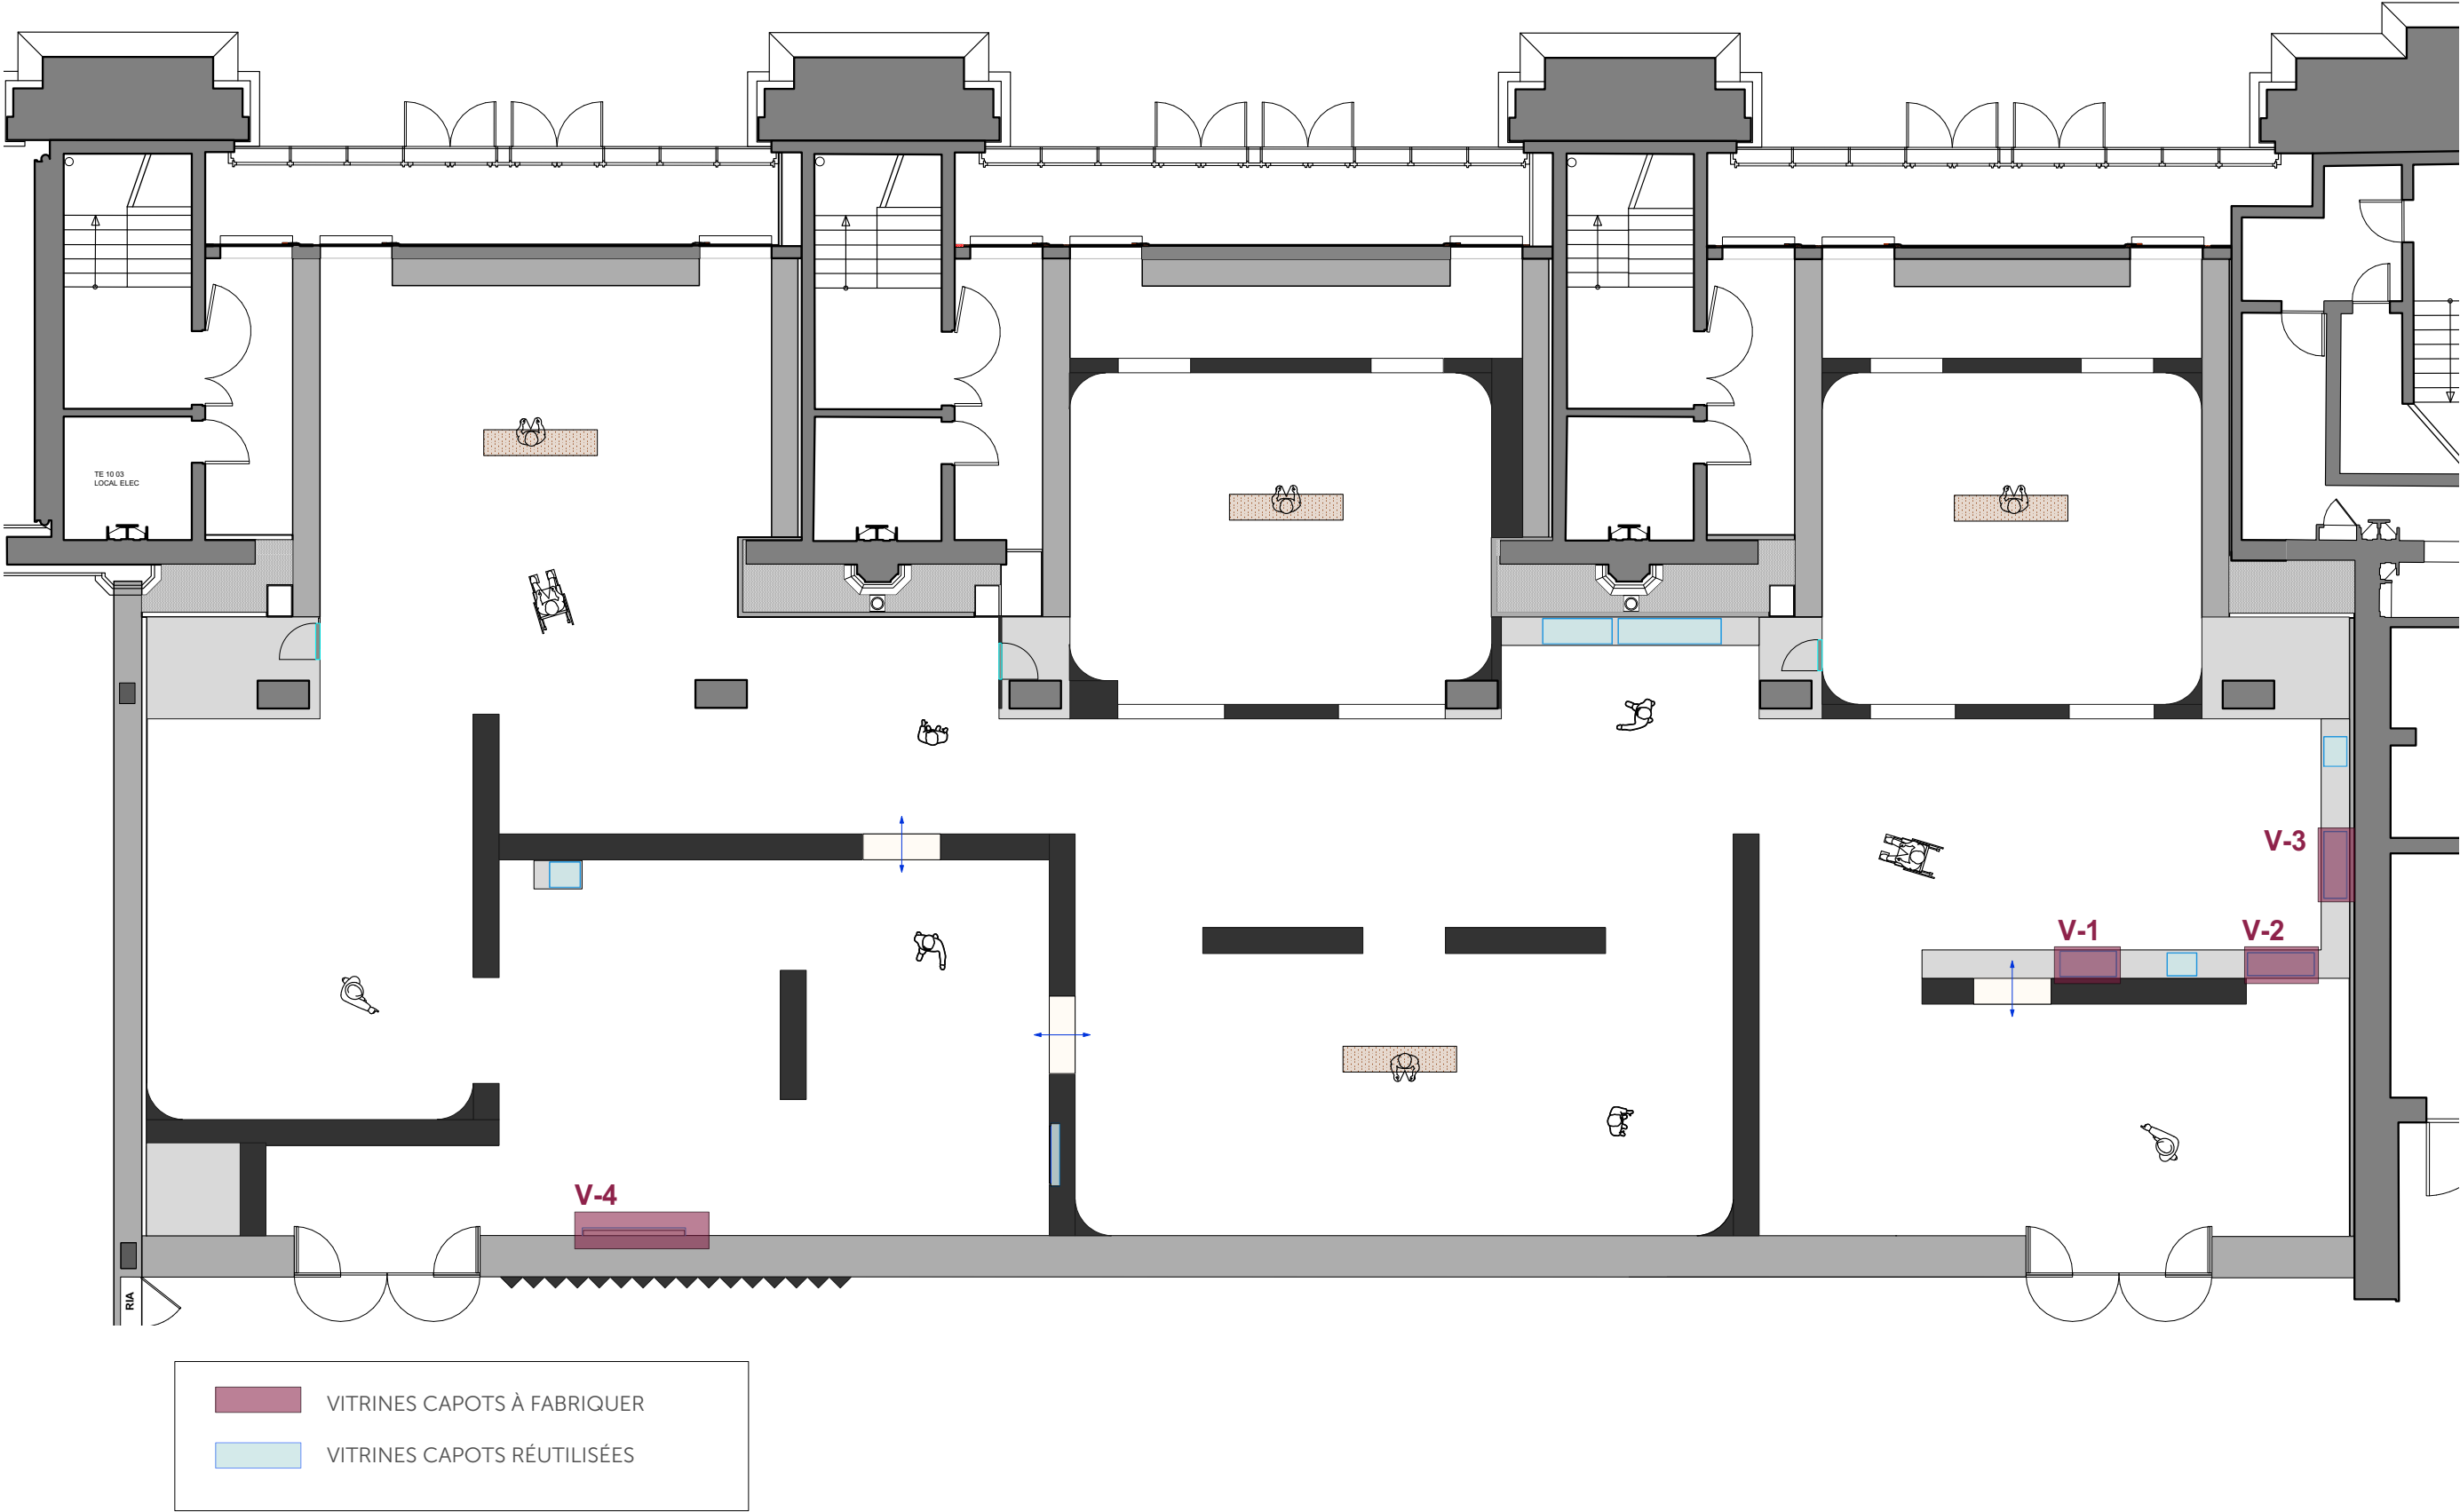 TE 10 03
LOCAL ELEC
V-3
V-1
V-2
V-4
RIA
VITRINES CAPOTS À FABRIQUER
VITRINES CAPOTS RÉUTILISÉES